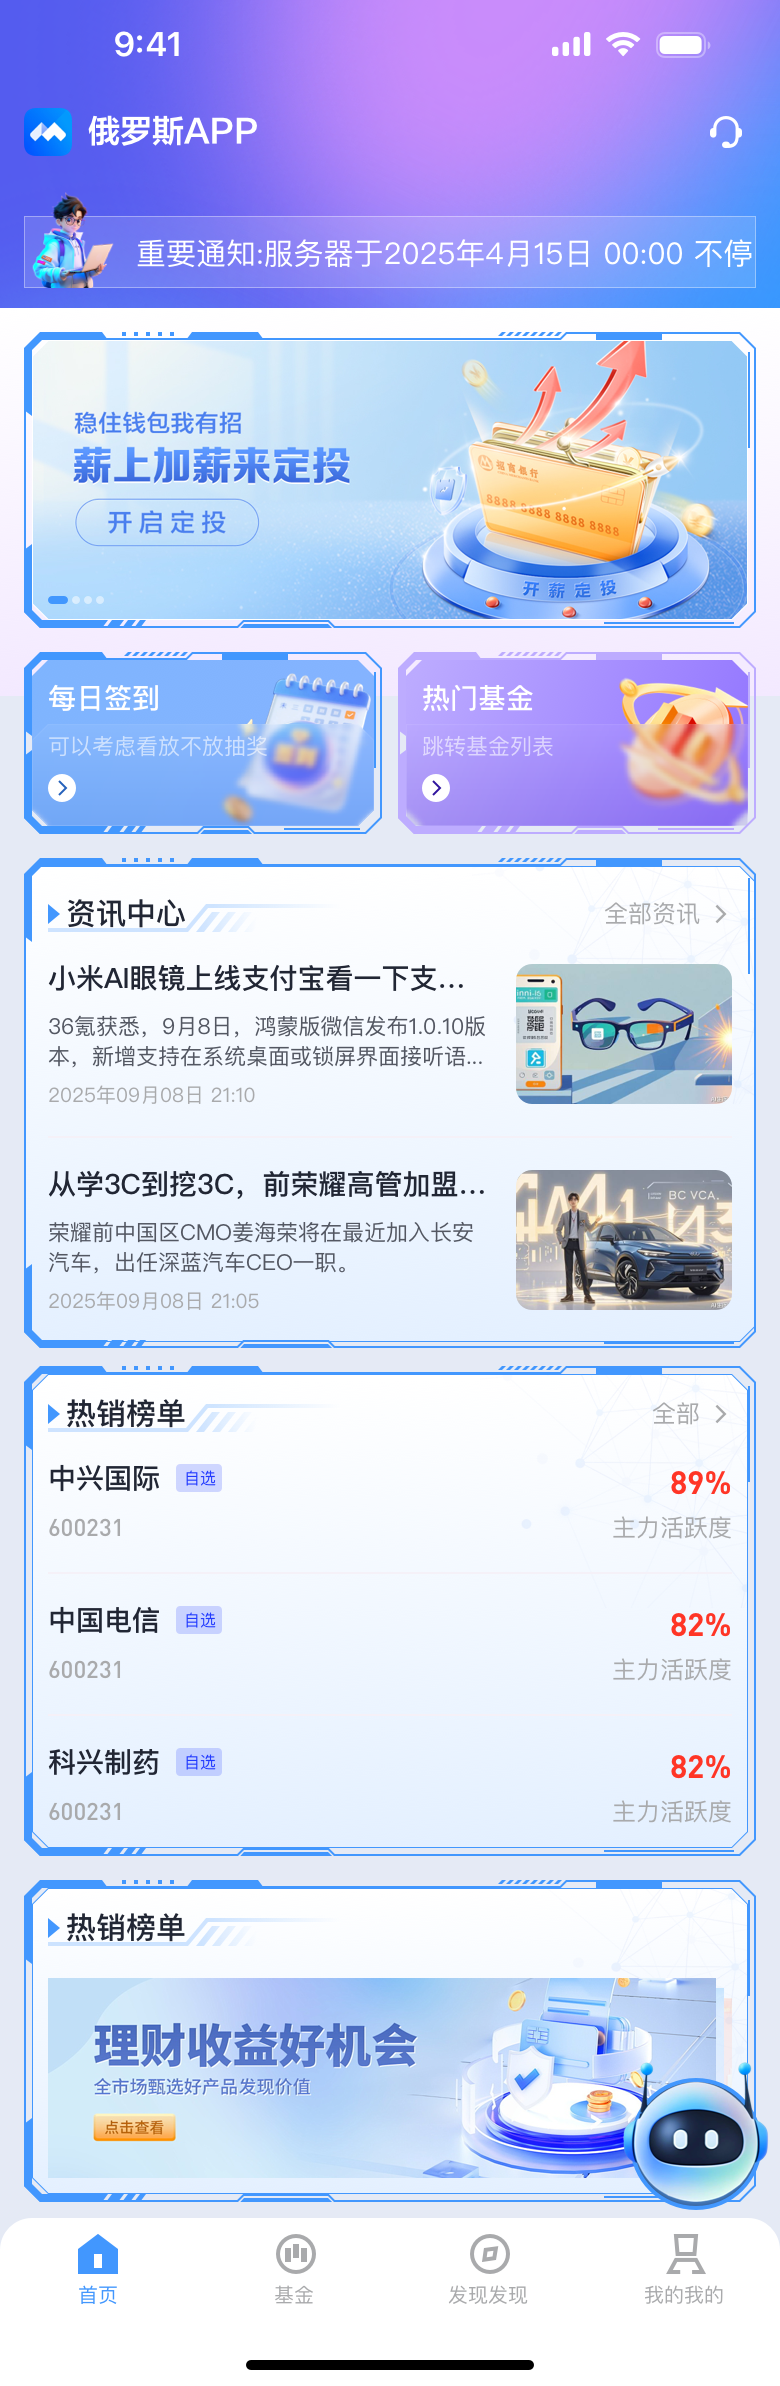 9:41
俄罗斯APP
重要通知:服务器于2025年4月15日 00:00 不停
稳住钱包我有招
薪上加薪来定投
开启定投
福商银行
8888 8888 8888 8888
开薪定投
每日签到
可以考虑看放不放抽奖
热门基金
跳转基金列表
资讯中心
全部资讯
小米AI眼镜上线支付宝看一下支...
36氪获悉，9月8日，鸿蒙版微信发布1.0.10版
本，新增支持在系统桌面或锁屏界面接听语...
2025年09月08日 21:10
从学3C到挖3C，前荣耀高管加盟...
荣耀前中国区CMO姜海荣将在最近加入长安
汽车，出任深蓝汽车CEO一职。
2025年09月08日 21:05
BC VCA.
热销榜单
全部
中兴国际
自选
89%
600231
主力活跃度
中国电信
自选
82%
600231
主力活跃度
科兴制药
自选
82%
600231
主力活跃度
热销榜单
理财收益好机会
全市场甄选好产品发现价值
点击查看
首页
基金
发现发现
我的我的